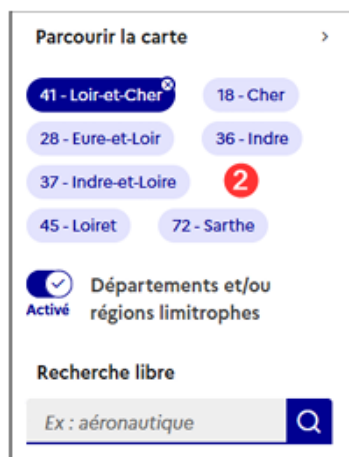 Parcourir la carte
41 - Loir-et-Cher 18 - Cher
28 - Eure-et-Loir 36 - Indre
37 - Indre-et-Loire 2
45 - Loiret 72 - Sarthe
Départements et/ou
Activé régions limitrophes
Recherche libre
Ex : aéronautique